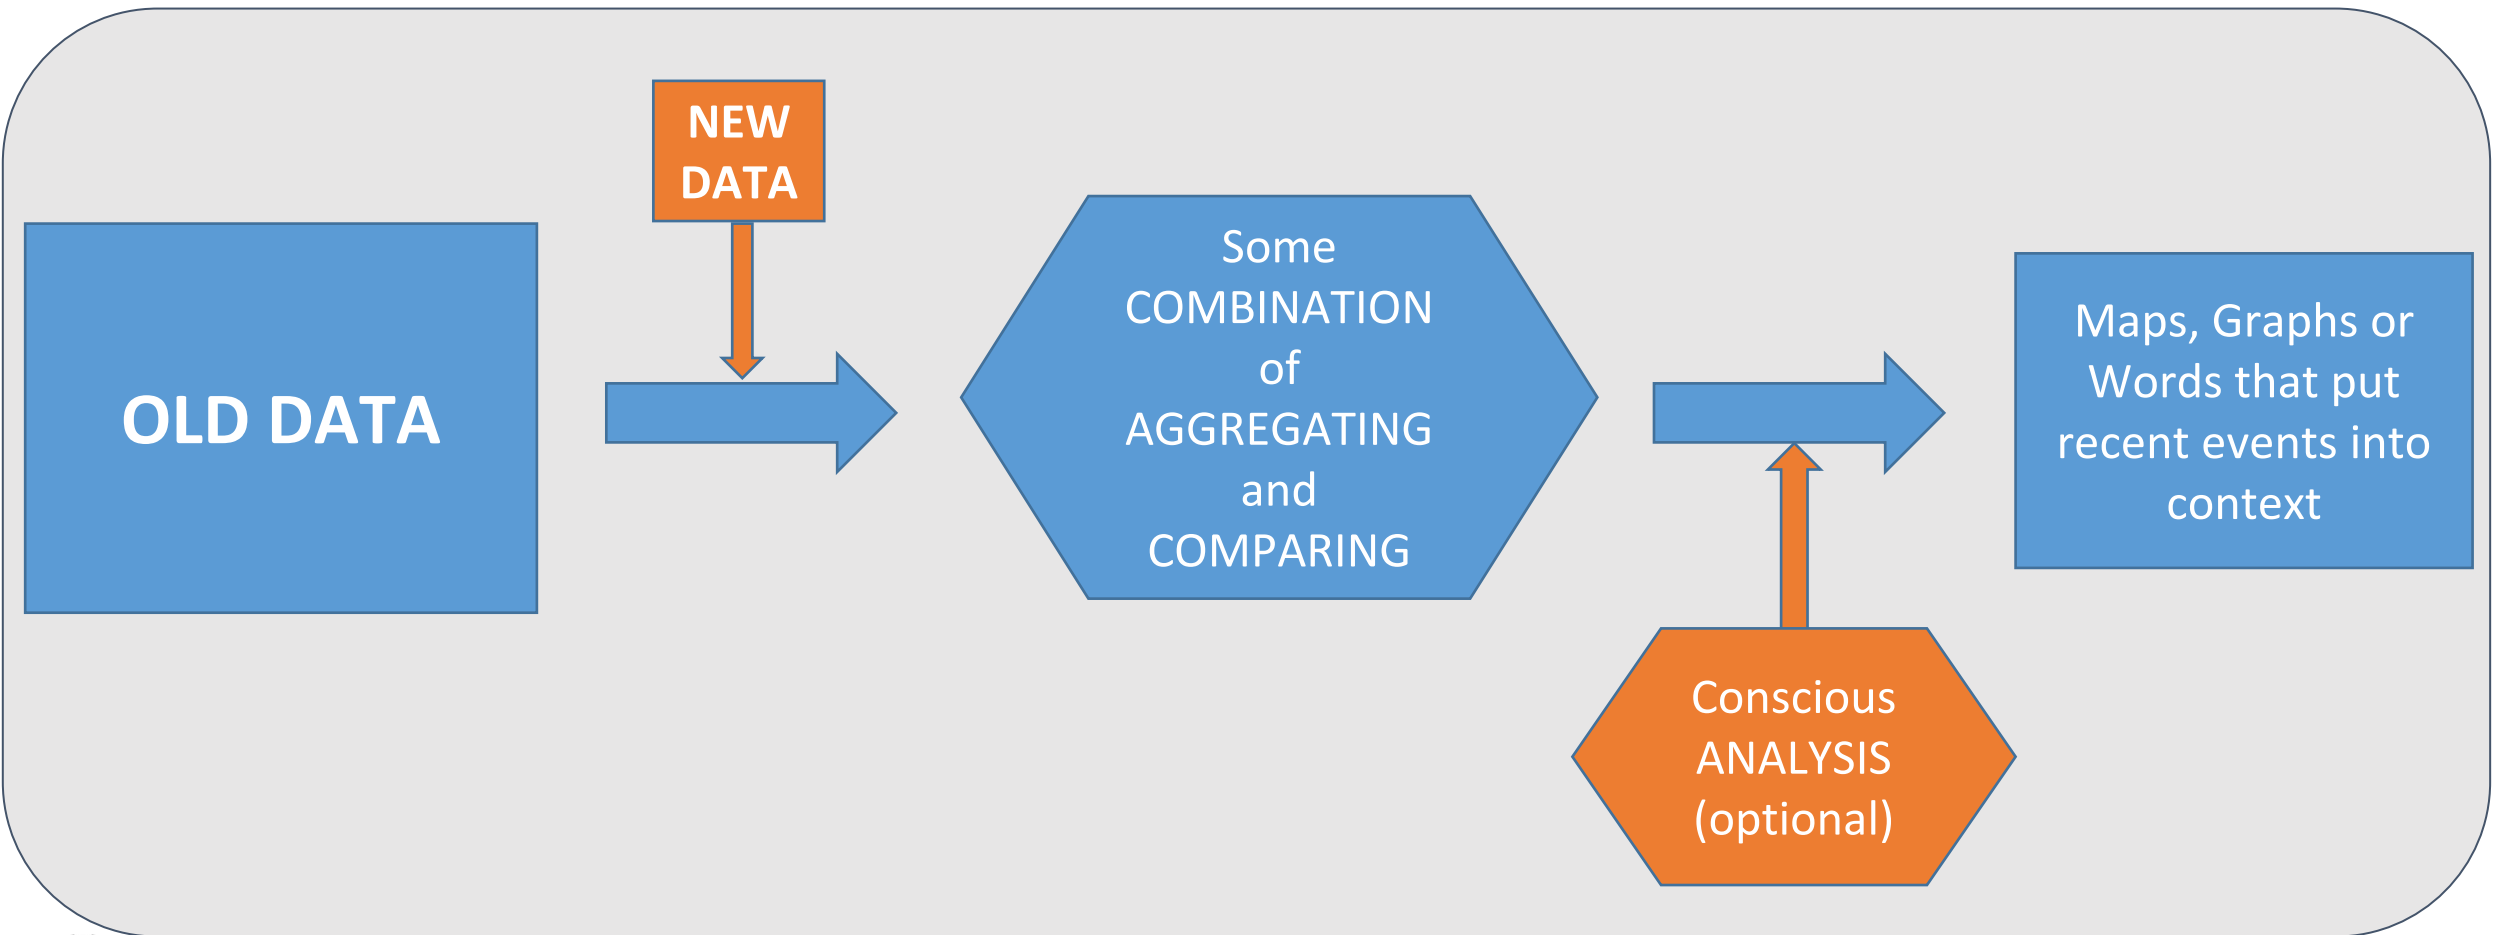 NEW
DATA
OLD DATA
Some
COMBINATION
of
AGGREGATING
and
COMPARING
Maps, Graphs or
Words that put
recent events into
context
Conscious
ANALYSIS
(optional)